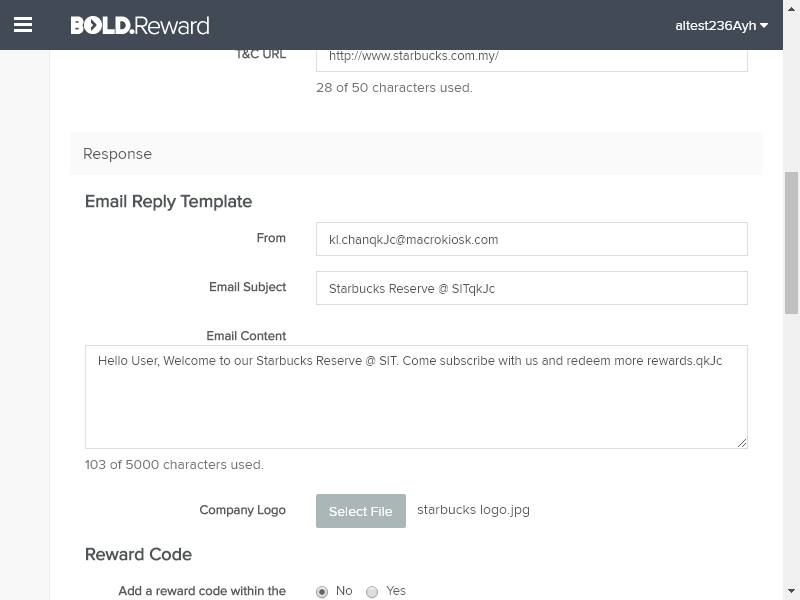 BOLD.Reward
altest236Ayh
T&C URL
http://www.starbucks.com.my/
28 of 50 characters used.
Response
Email Reply Template
From
kl.chanqkJc@macrokiosk.com
Email Subject
Starbucks Reserve @ SITqkJc
Email Content
Hello User, Welcome to our Starbucks Reserve @ SIT. Come subscribe with us and redeem more rewards.qkJc
103 of 5000 characters used.
Company Logo
Select File
starbucks logo.jpg
Reward Code
Add a reward code within the
No
Yes